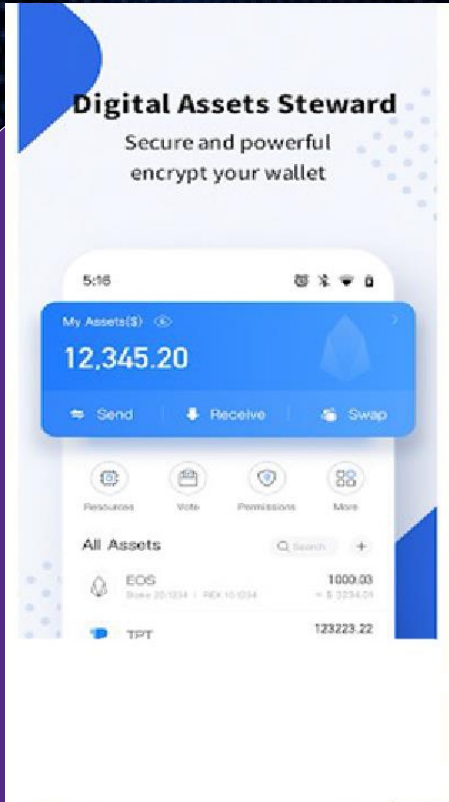 Digital Assets Steward
Secure and powerful
encrypt your wallet
5:16
My Assets($)
12,345.20
Send
Receive
Swap
Resources
Vote
Permissions
More
All Assets
Search
+
EOS
1000.03
TPT
123223.22